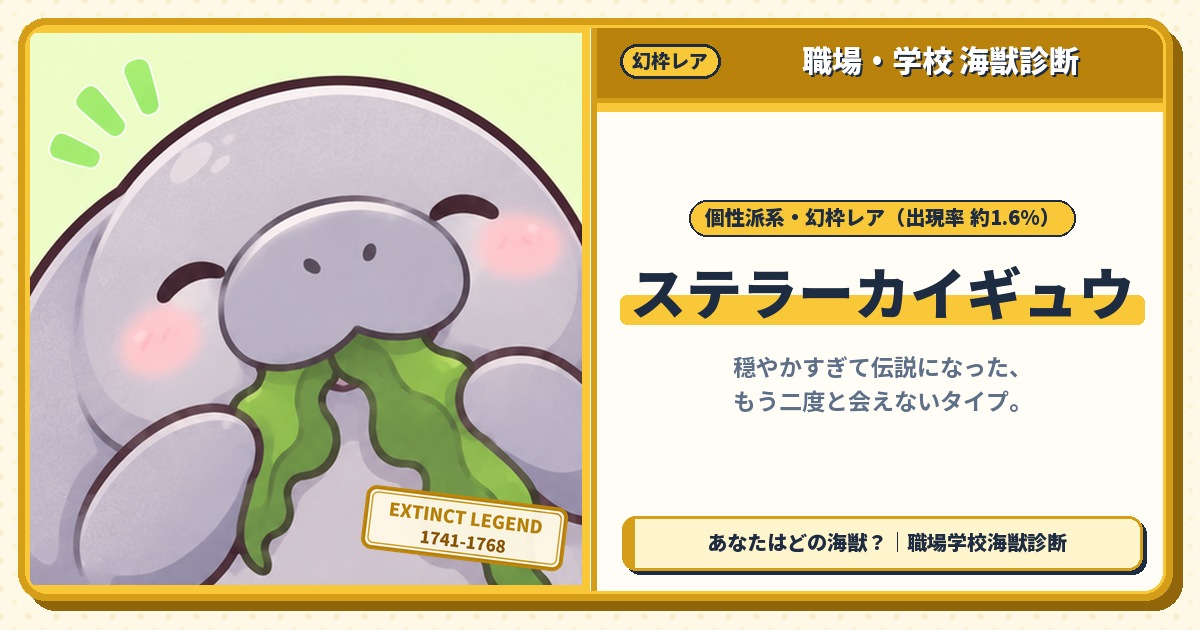 幻枠レア
職場・学校 海獣診断
個性派系・幻枠レア（出現率 約1.6%）
ステラーカイギュウ
穏やかすぎて伝説になった、
もう二度と会えないタイプ。
EXTINCT LEGEND
1741-1768
あなたはどの海獣？｜職場学校海獣診断